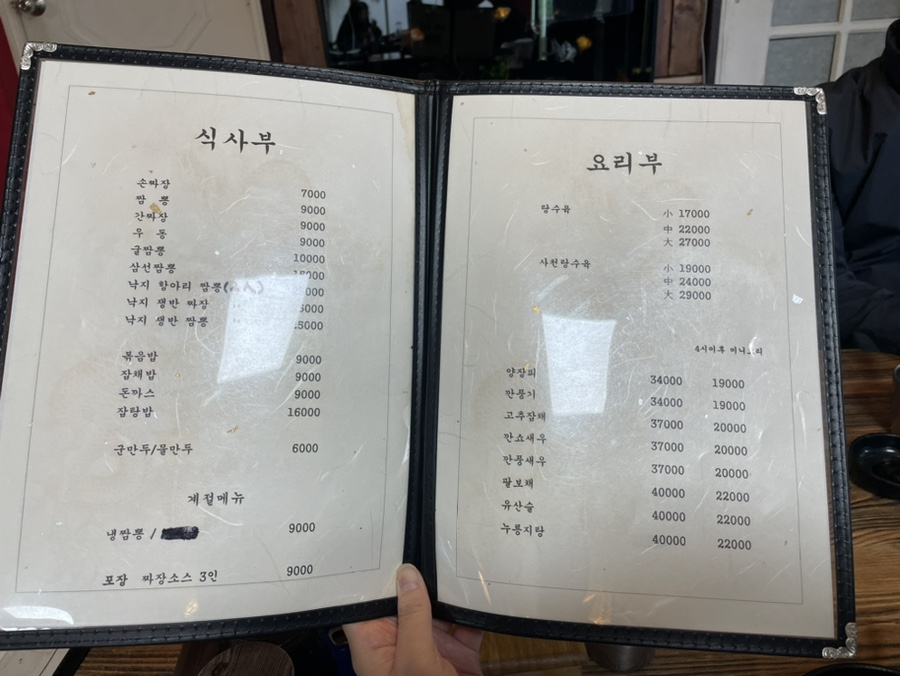 식사부
손짜장 7000
짬 뽕 9000
간짜장 9000
우 동 9000
굴짬뽕 10000
삼선짬뽕
낙지 항아리 짬뽕
낙지 쟁반 짜장
낙지 쟁반 짬뽕
볶음밥 9000
잡채밥 9000
돈까스 9000
잡탕밥 16000
군만두/물만두 6000
계절메뉴
냉짬뽕 / 9000
포장 짜장소스 3인 9000
요리부
탕수육 小 17000
中 22000
大 27000
사천탕수육 小 19000
中 24000
大 29000
4시이후 미니요리
양장피 34000 19000
깐풍기 34000 19000
고추잡채 37000 20000
깐쇼새우 37000 20000
깐풍새우 37000 20000
팔보채 40000 22000
유산슬 40000 22000
누룽지탕 40000 22000